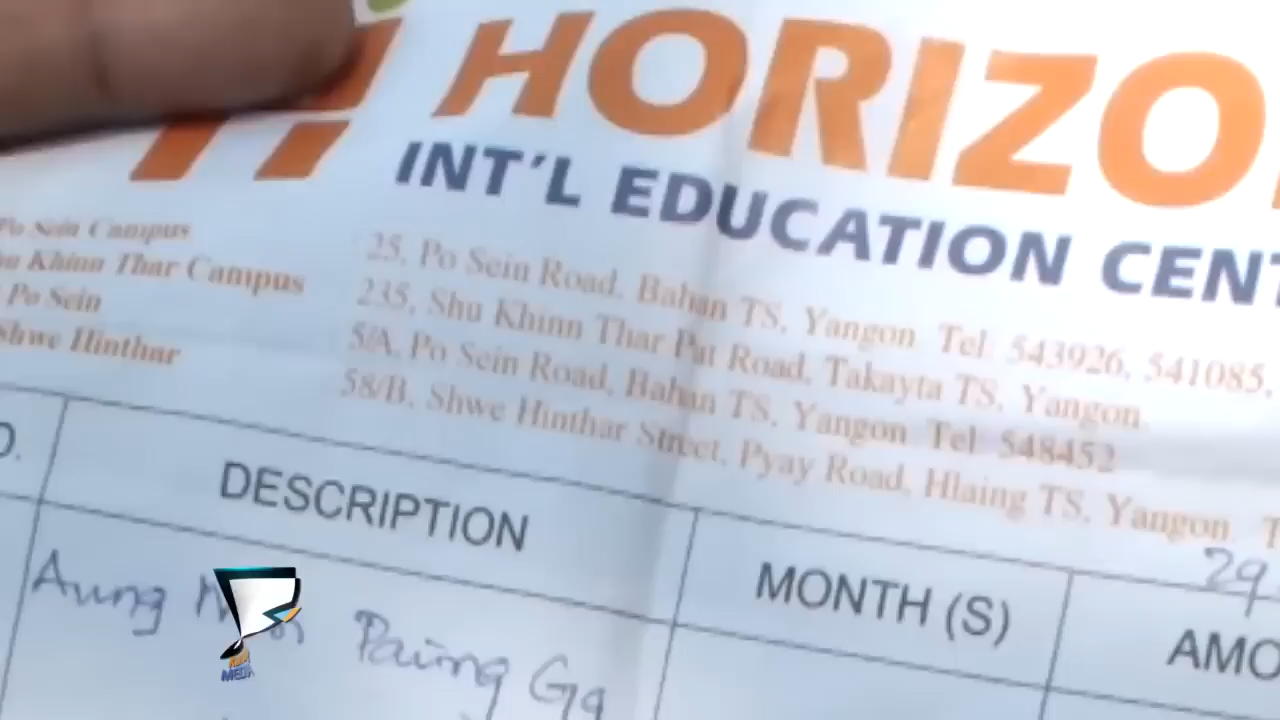 HORIZO
INT'L EDUCATION CENT
Po Sein Campus
Khinn Thar Campus
Po Sein
Shwe Hinthar
25, Po Sein Road, Bahan TS, Yangon Tel 543926, 541085,
235, Shu Khinn Thar Pat Road, Takayta TS, Yangon.
5/A, Po Sein Road, Bahan TS, Yangon Tel 548452
58/B, Shwe Hinthar Street, Pyay Road, Hlaing TS, Yangon. T
O.
DESCRIPTION
MONTH (S)
29
AMO
Aung
Paing
MEDIA